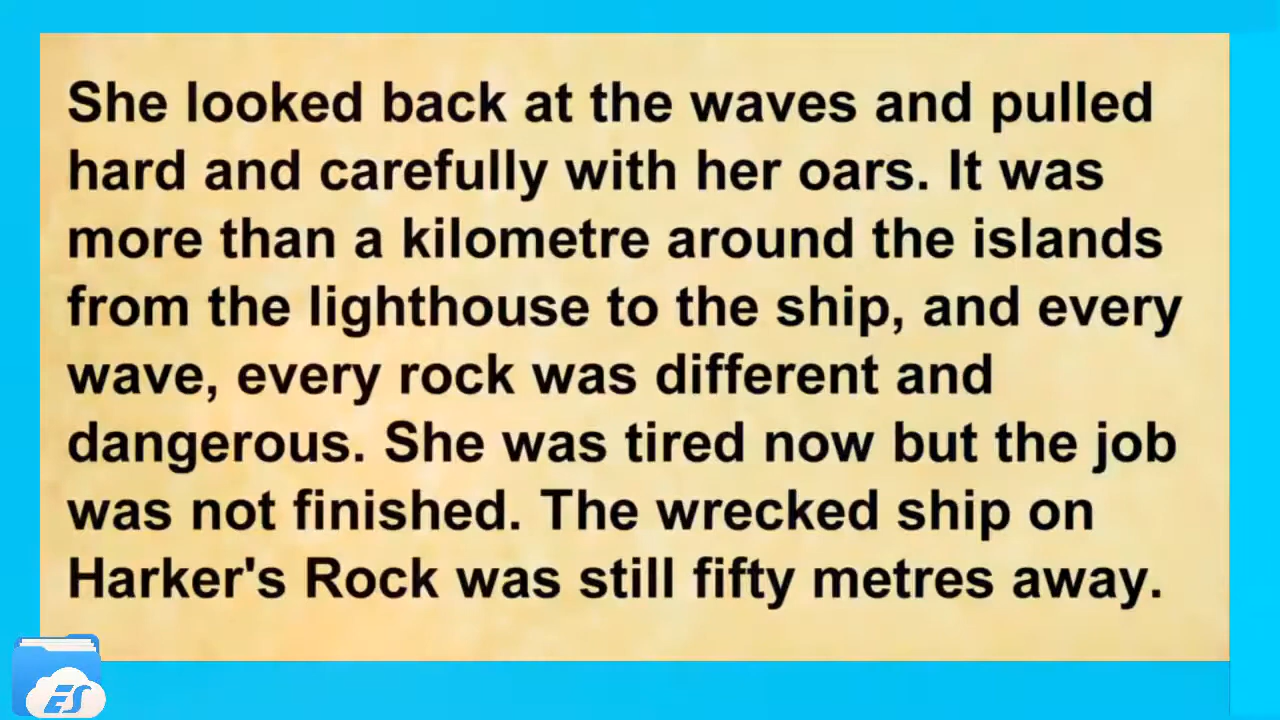 She looked back at the waves and pulled
hard and carefully with her oars. It was
more than a kilometre around the islands
from the lighthouse to the ship, and every
wave, every rock was different and
dangerous. She was tired now but the job
was not finished. The wrecked ship on
Harker's Rock was still fifty metres away.
ES